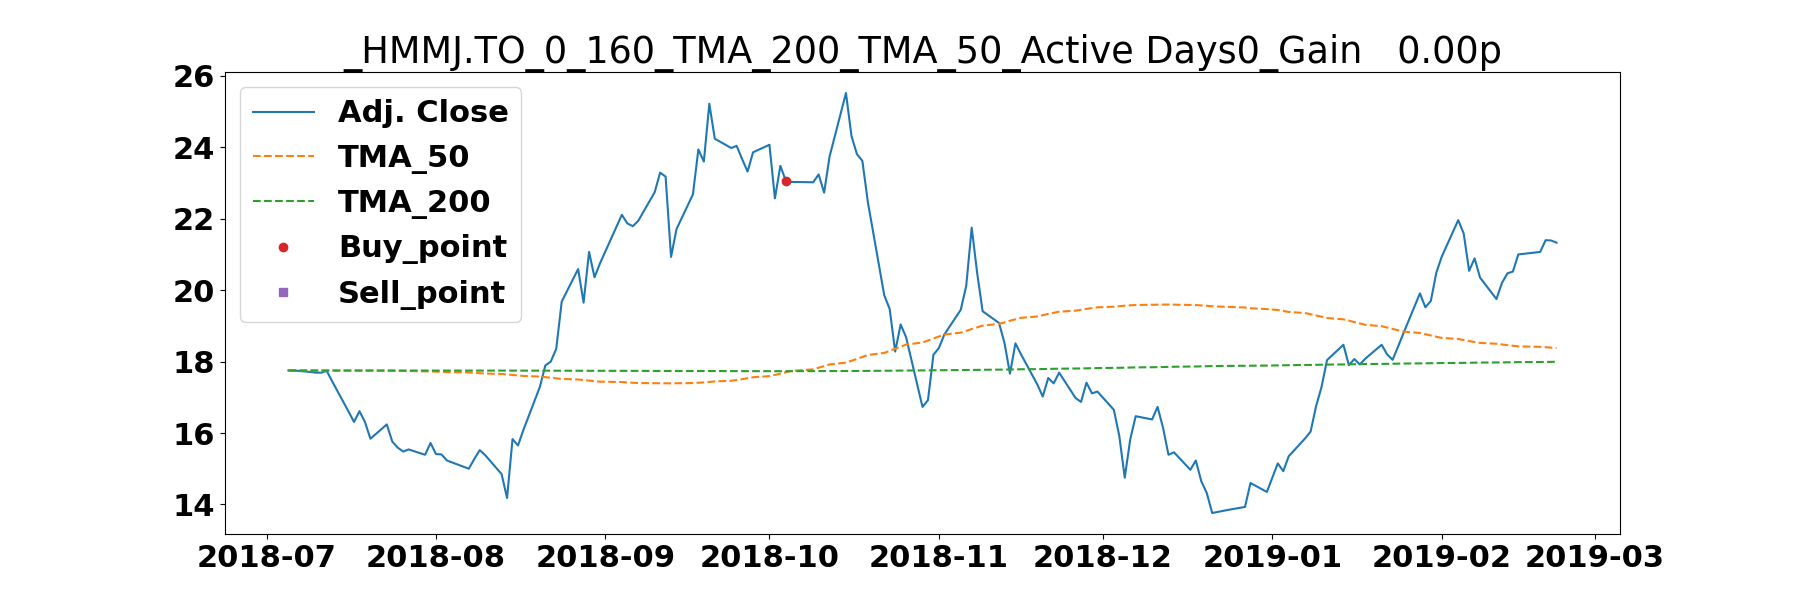 _HMMJ.TO_0_160_TMA_200_TMA_50_Active Days0_Gain   0.00p
26
24
22
20
18
16
14
Adj. Close
TMA_50
TMA_200
Buy_point
Sell_point
2018-07 2018-08 2018-09 2018-10 2018-11 2018-12 2019-01 2019-02 2019-03